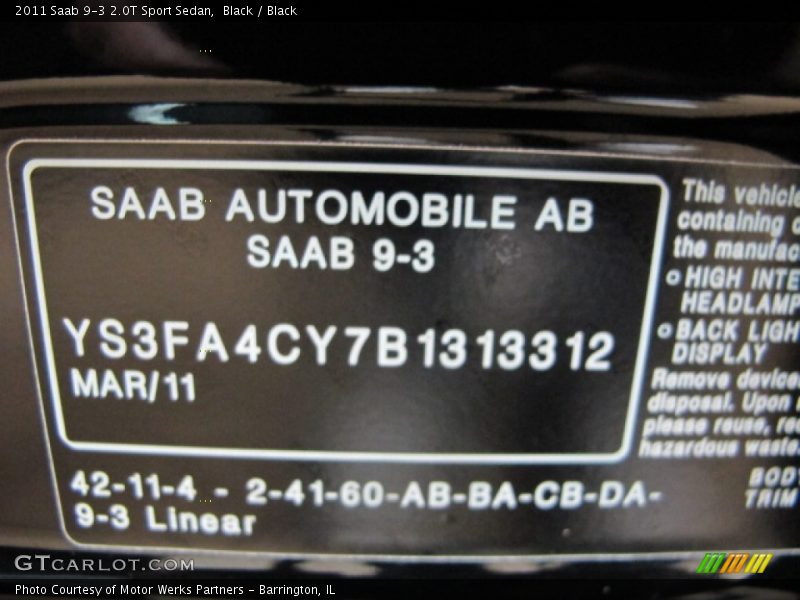 2011 Saab 9-3 2.0T Sport Sedan, Black / Black
SAAB AUTOMOBILE AB
SAAB 9-3
YS3FA4CY7B1313312
MAR/11
42-11-4 - 2-41-60-AB-BA-CB-DA-
9-3 Linear
This vehicle
containing
the manufac
HIGH INTE
HEADLAMP
BACK LIGH
DISPLAY
Remove device
disposal. Upon
please reuse, rec
hazardous waste
BODY
TRIM
GTCARLOT.COM
Photo Courtesy of Motor Werks Partners - Barrington, IL